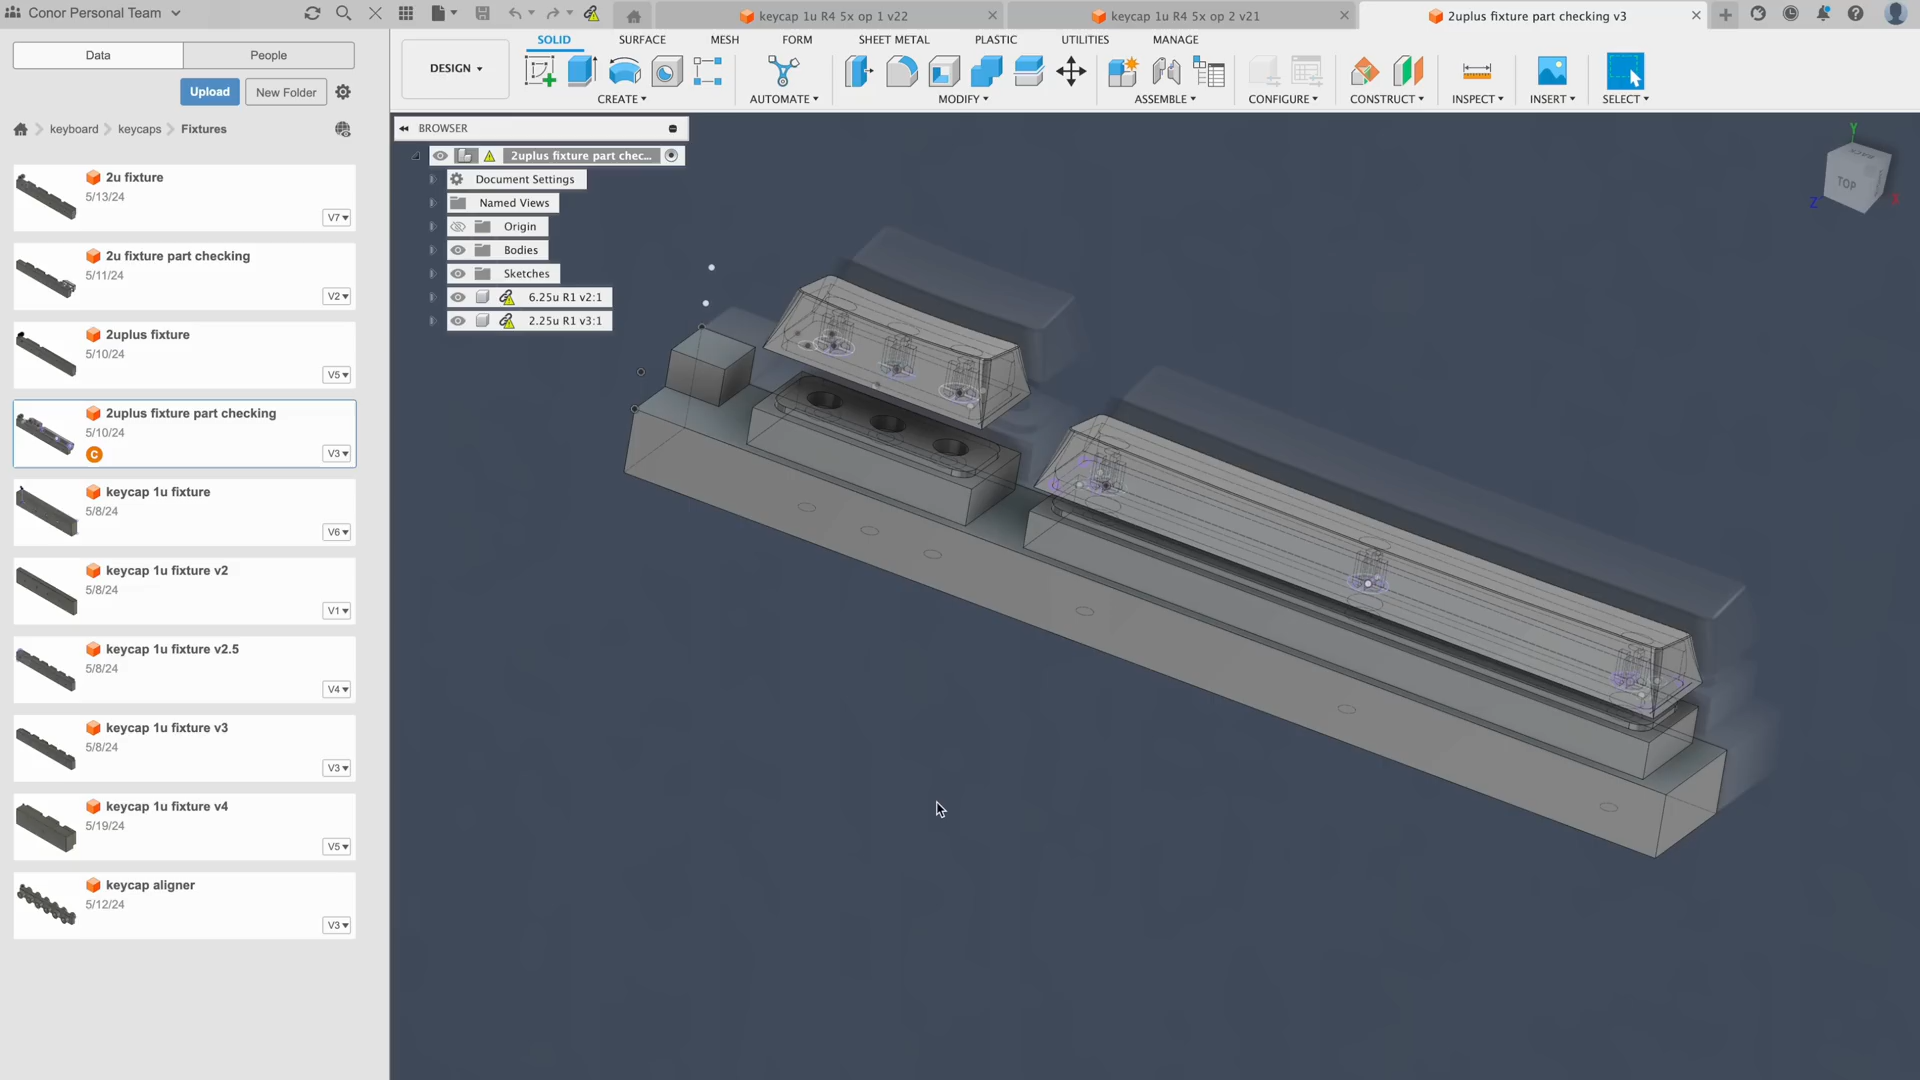 Conor Personal Team
keycap 1u R4 5x op 1 v22
keycap 1u R4 5x op 2 v21
2uplus fixture part checking v3
Data
People
Upload
New Folder
keyboard
keycaps
Fixtures
2u fixture
5/13/24
V7
2u fixture part checking
5/11/24
V2
2uplus fixture
5/10/24
V5
2uplus fixture part checking
5/10/24
C
V3
keycap 1u fixture
5/8/24
V6
keycap 1u fixture v2
5/8/24
V1
keycap 1u fixture v2.5
5/8/24
V4
keycap 1u fixture v3
5/8/24
V3
keycap 1u fixture v4
5/19/24
V5
keycap aligner
5/12/24
V3
DESIGN
SOLID
SURFACE
MESH
FORM
SHEET METAL
PLASTIC
UTILITIES
MANAGE
CREATE
AUTOMATE
MODIFY
ASSEMBLE
CONFIGURE
CONSTRUCT
INSPECT
INSERT
SELECT
BROWSER
2uplus fixture part chec...
Document Settings
Named Views
Origin
Bodies
Sketches
6.25u R1 v2:1
2.25u R1 v3:1
Y
BACK
TOP
Z
X